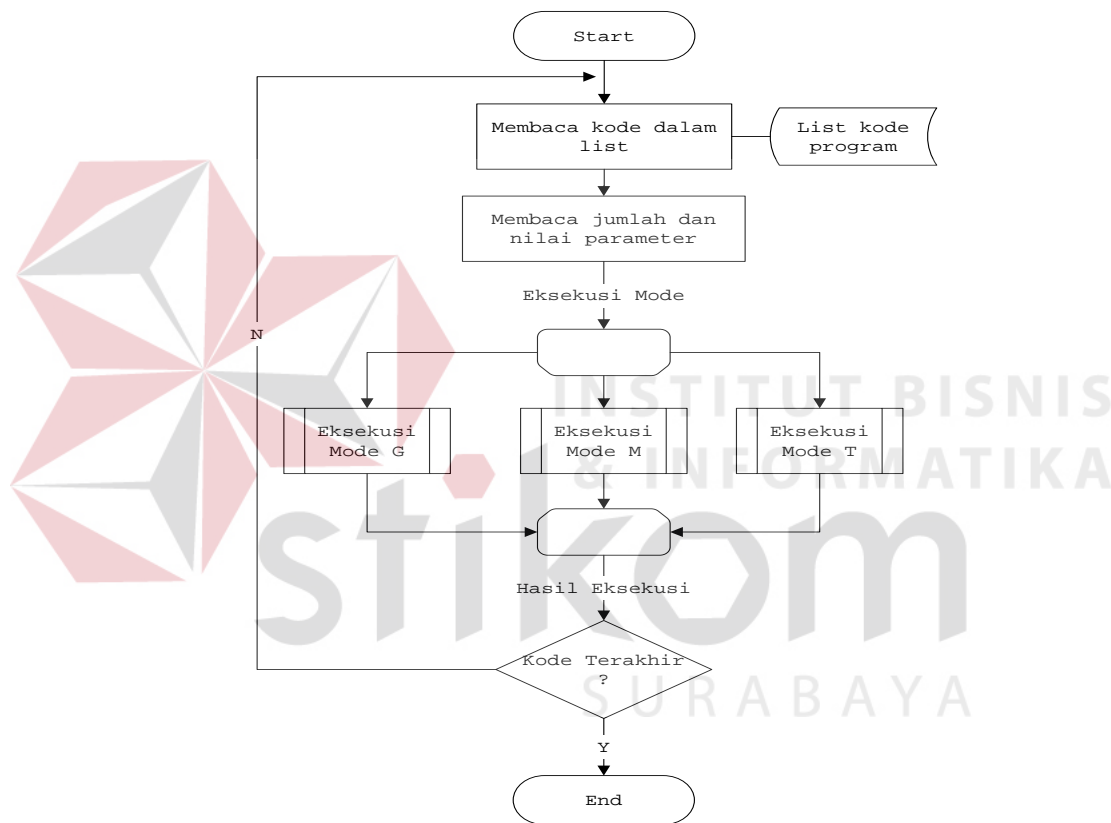 Start
Membaca kode dalam
list
List kode
program
Membaca jumlah dan
nilai parameter
Eksekusi Mode
N
Eksekusi
Mode G
Eksekusi
Mode M
Eksekusi
Mode T
Hasil Eksekusi
Kode Terakhir
?
Y
End
INSTITUT BISNIS
& INFORMATIKA
stikom
SURABAYA